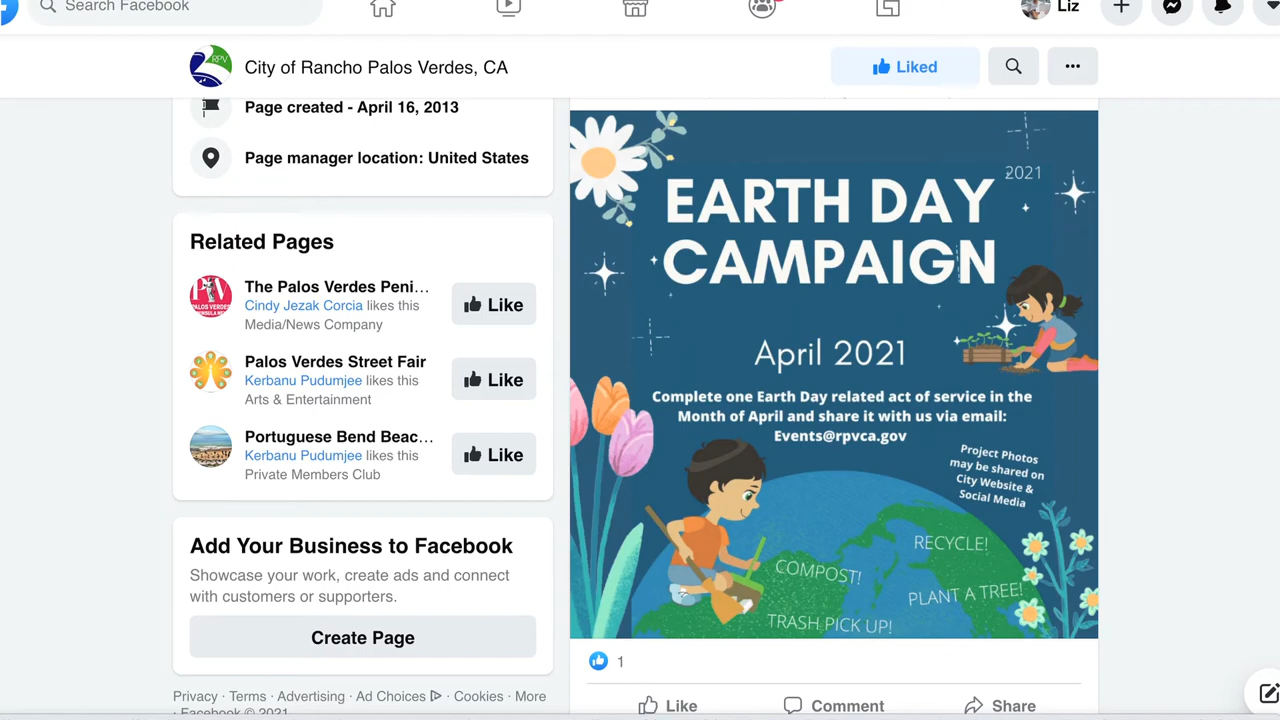 Search Facebook
Liz
RPV
City of Rancho Palos Verdes, CA
Liked
Page created - April 16, 2013
Page manager location: United States
Related Pages
The Palos Verdes Peni...
Cindy Jezak Corcia likes this
Media/News Company
Like
Palos Verdes Street Fair
Kerbanu Pudumjee likes this
Arts & Entertainment
Like
Portuguese Bend Beac...
Kerbanu Pudumjee likes this
Private Members Club
Like
Add Your Business to Facebook
Showcase your work, create ads and connect
with customers or supporters.
Create Page
Privacy · Terms · Advertising · Ad Choices · Cookies · More
· Facebook © 2021
2021
EARTH DAY
CAMPAIGN
April 2021
Complete one Earth Day related act of service in the
Month of April and share it with us via email:
Events@rpvca.gov
Project Photos
may be shared on
City Website &
Social Media
RECYCLE!
COMPOST!
PLANT A TREE!
TRASH PICK UP!
1
Like
Comment
Share